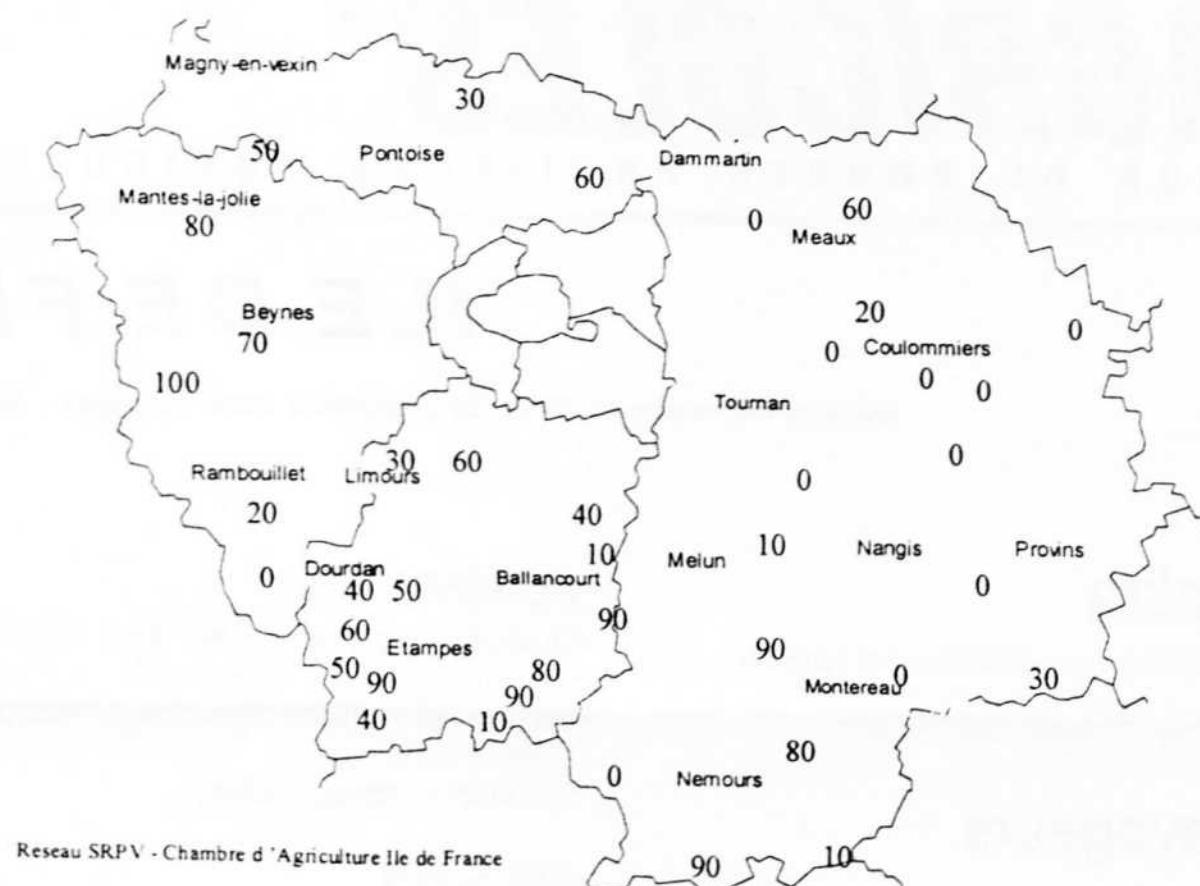 Magny-en-vexin
30
50
Pontoise
Dammartin
60
Mantes-la-jolie
80
0
60
Meaux
Beynes
70
20
0
0
Coulommiers
100
0
0
Tournan
Rambouillet
Limours
30
60
0
0
20
40
10
Melun
10
Nangis
Provins
0
Dourdan
40
50
Ballancourt
0
90
60
Etampes
90
50
90
80
90
Montereau
0
30
40
10
80
0
Nemours
90
10
Reseau SRPV - Chambre d 'Agriculture Ile de France